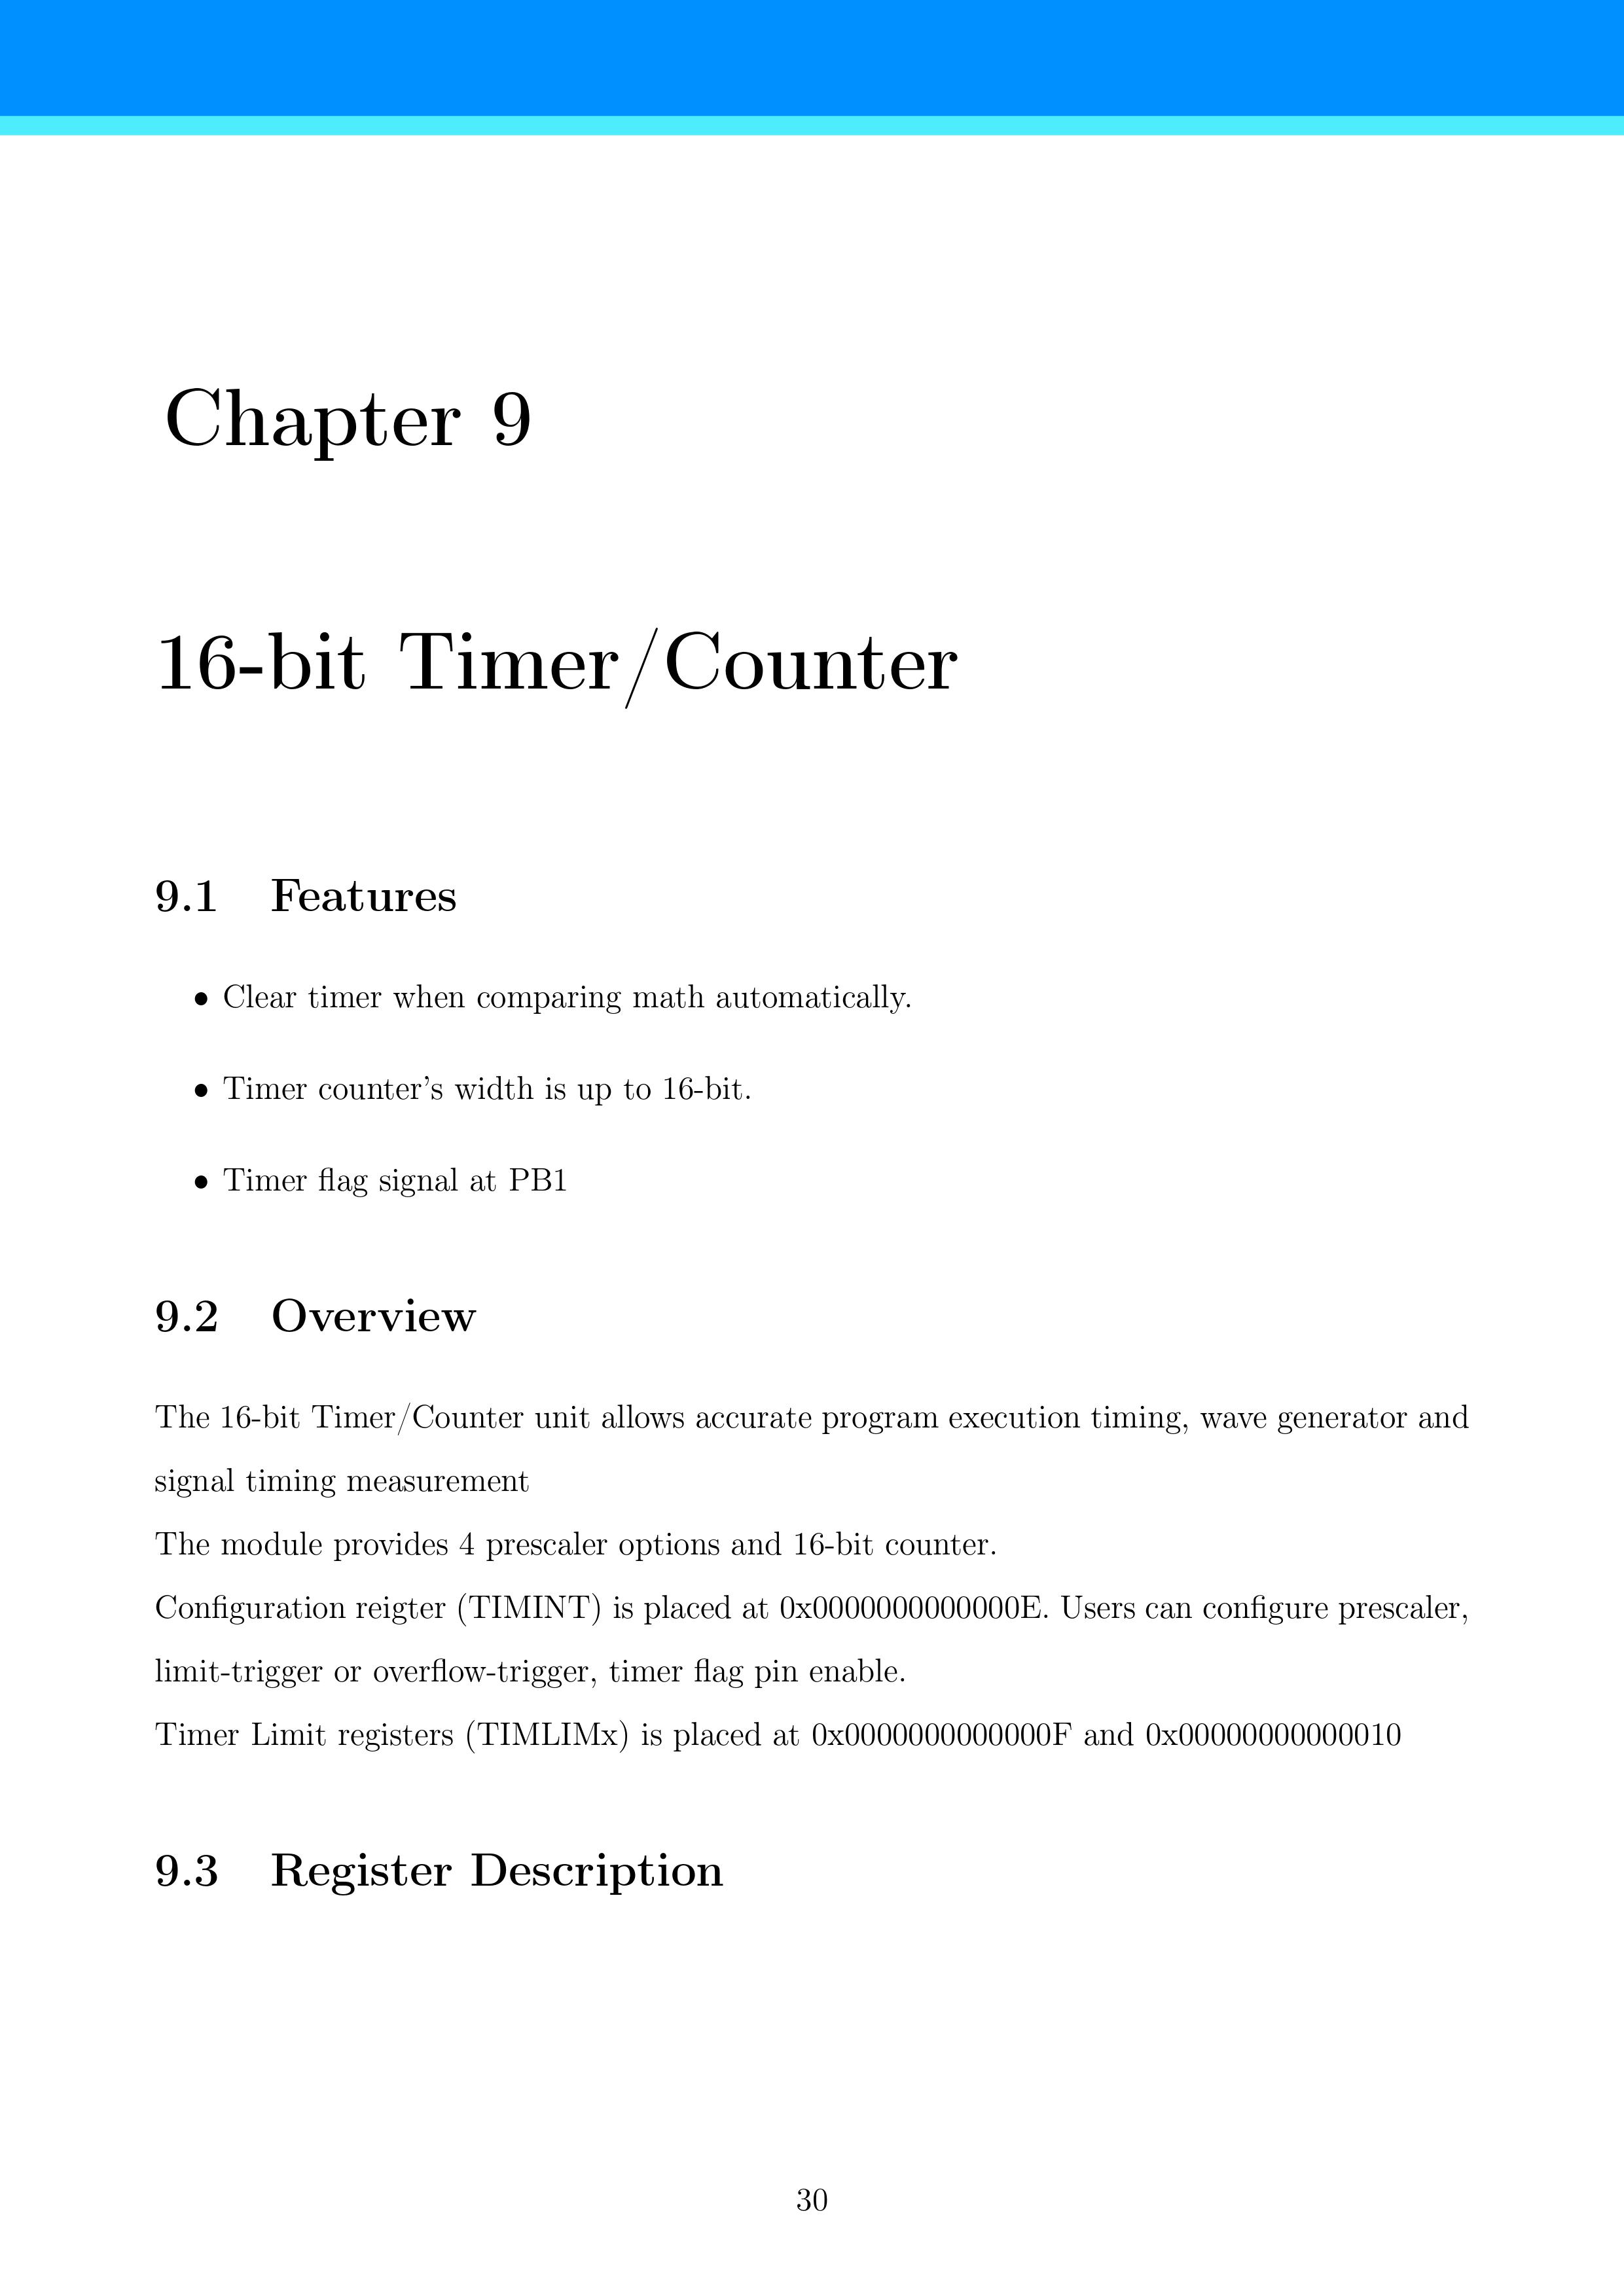 Chapter 9
16-bit Timer/Counter
9.1 Features
• Clear timer when comparing math automatically.
• Timer counter's width is up to 16-bit.
• Timer flag signal at PB1
9.2 Overview
The 16-bit Timer/Counter unit allows accurate program execution timing, wave generator and
signal timing measurement
The module provides 4 prescaler options and 16-bit counter.
Configuration reigter (TIMINT) is placed at 0x0000000000000E. Users can configure prescaler,
limit-trigger or overflow-trigger, timer flag pin enable.
Timer Limit registers (TIMLIMx) is placed at 0x0000000000000F and 0x00000000000010
9.3 Register Description
30